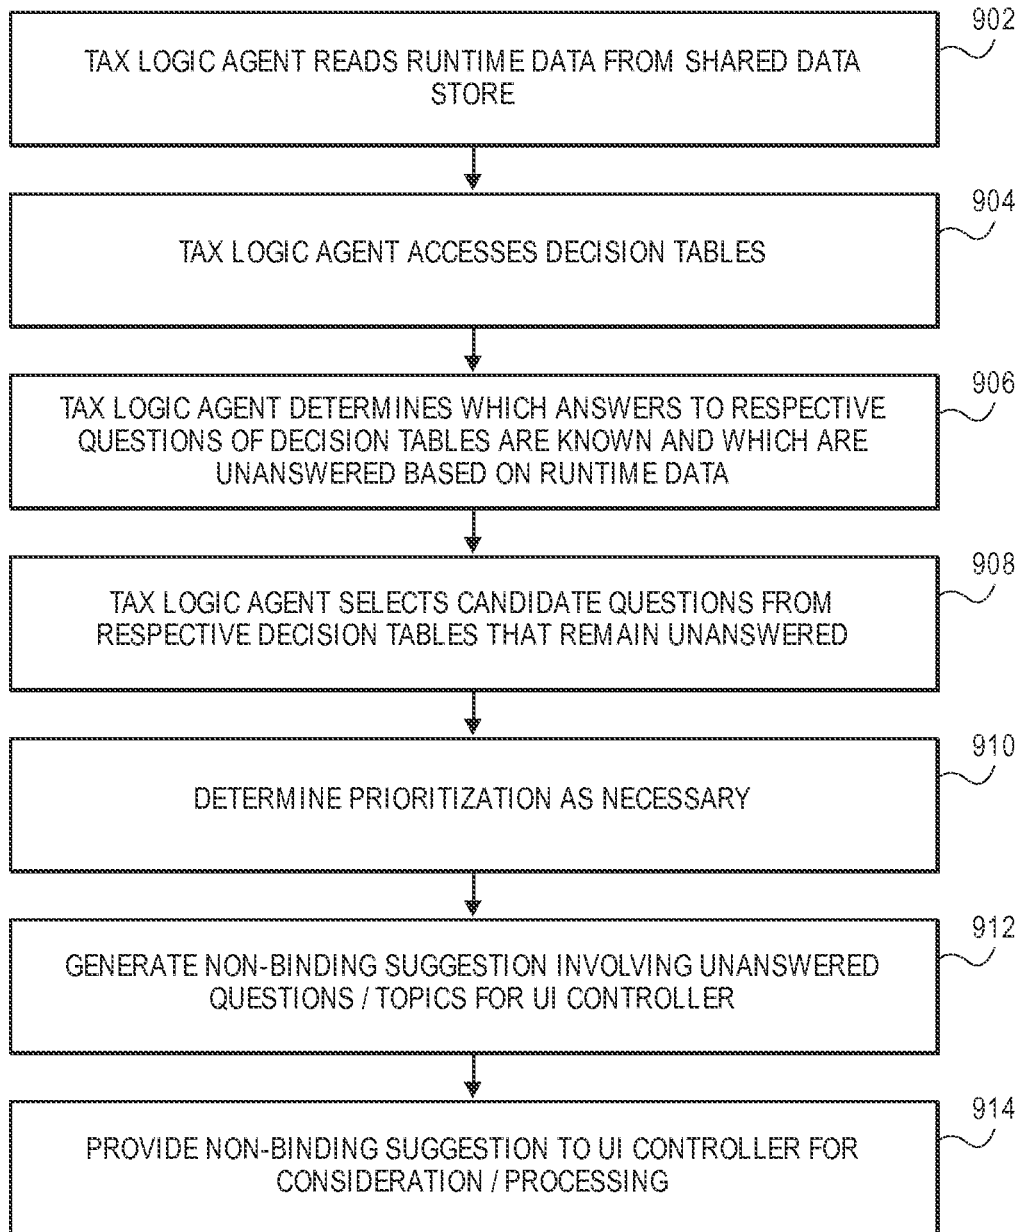 902
TAX LOGIC AGENT READS RUNTIME DATA FROM SHARED DATA
STORE
904
TAX LOGIC AGENT ACCESSES DECISION TABLES
906
TAX LOGIC AGENT DETERMINES WHICH ANSWERS TO RESPECTIVE
QUESTIONS OF DECISION TABLES ARE KNOWN AND WHICH ARE
UNANSWERED BASED ON RUNTIME DATA
908
TAX LOGIC AGENT SELECTS CANDIDATE QUESTIONS FROM
RESPECTIVE DECISION TABLES THAT REMAIN UNANSWERED
910
DETERMINE PRIORITIZATION AS NECESSARY
912
GENERATE NON-BINDING SUGGESTION INVOLVING UNANSWERED
QUESTIONS / TOPICS FOR UI CONTROLLER
914
PROVIDE NON-BINDING SUGGESTION TO UI CONTROLLER FOR
CONSIDERATION / PROCESSING